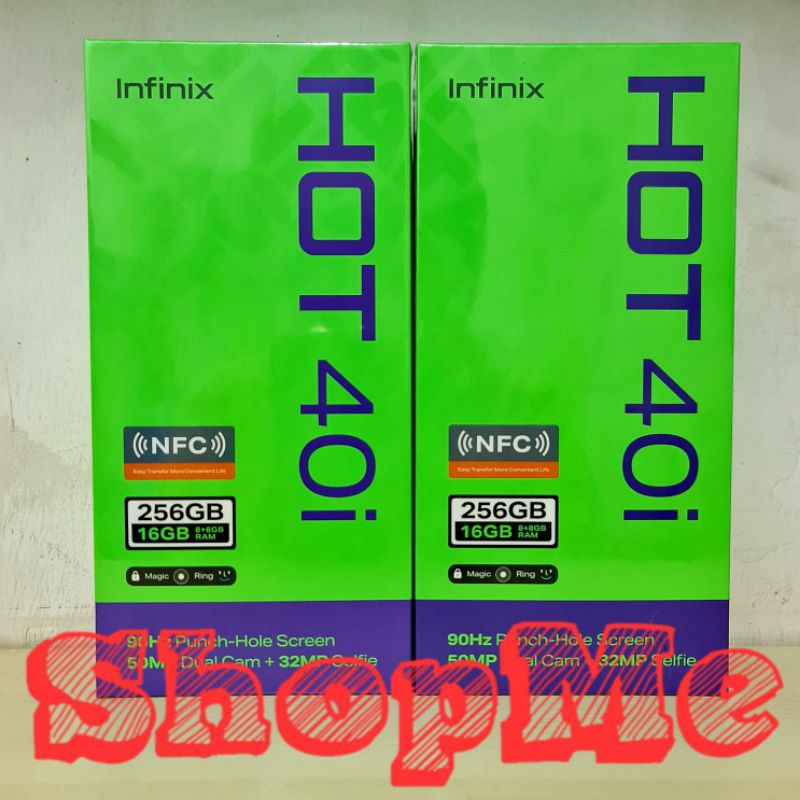 Infinix
HOT 40i
NFC
Easy Transfer More Convenient Life
256GB
16GB 8+8GB RAM
Magic Ring
90Hz Punch-Hole Screen
50MP Dual Cam + 32MP Selfie
Infinix
HOT 40i
NFC
Easy Transfer More Convenient Life
256GB
16GB 8+8GB RAM
Magic Ring
90Hz Punch-Hole Screen
50MP Dual Cam + 32MP Selfie
ShopMe